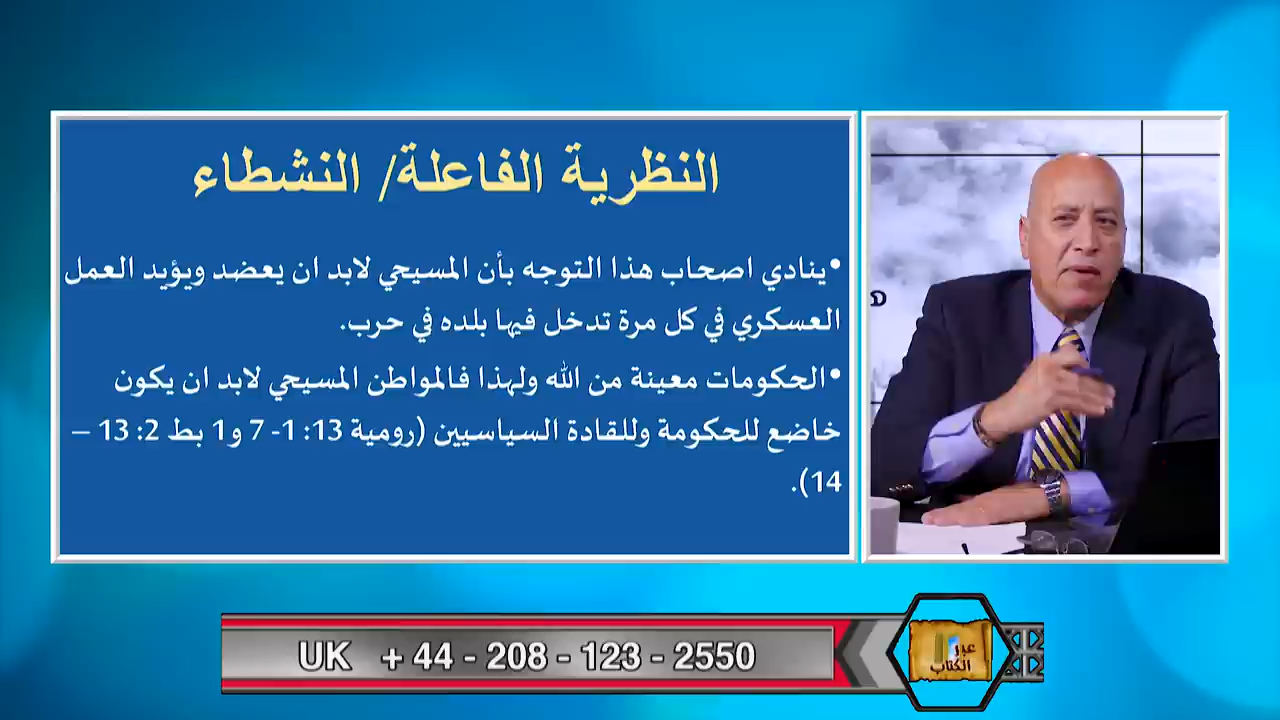 النظرية الفاعلة/ النشطاء
•ينادي اصحاب هذا التوجه بأن المسيحي لابد ان يعضد ويؤيد العمل
العسكري في كل مرة تدخل فيها بلده في حرب.
•الحكومات معينة من الله ولهذا فالمواطن المسيحي لابد ان يكون
خاضع للحكومة وللقادة السياسيين (رومية 13: 1- 7 و1 بط 2: 13 –
14).
UK + 44 - 208 - 123 - 2550
عبر
الكتاب